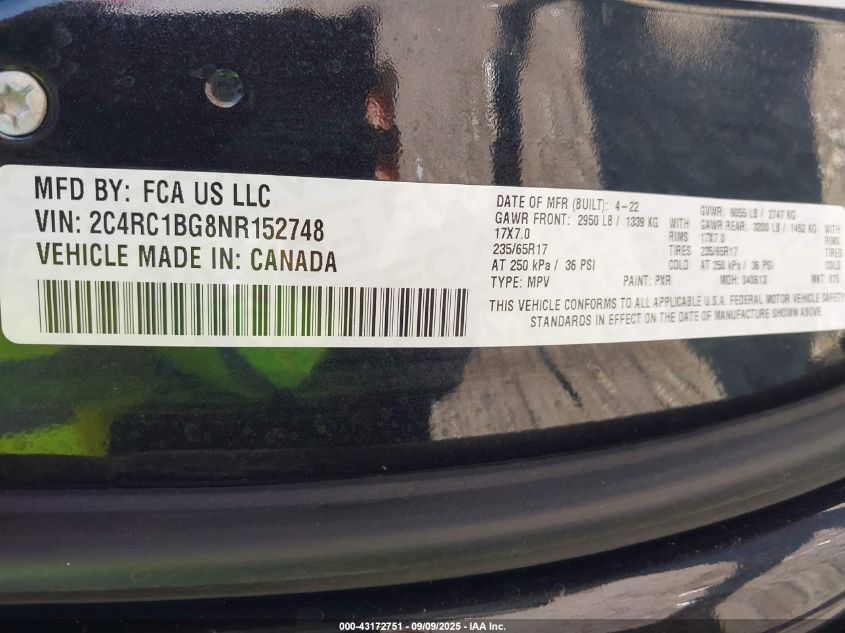 MFD BY: FCA US LLC
VIN: 2C4RC1BG8NR152748
VEHICLE MADE IN: CANADA
DATE OF MFR (BUILT): 4-22 GVWR: 6055 LB / 2747 KG
GAWR FRONT: 2950 LB / 1339 KG WITH GAWR REAR: 3200 LB / 1452 KG WITH
17X7.0 RIMS 17X7.0 RIMS
235/65R17 TIRES 235/65R17 TIRES
AT 250 kPa / 36 PSI COLD AT 250 kPa / 36 PSI COLD
TYPE: MPV PAINT: PXR MDH: 040613 MKT:
THIS VEHICLE CONFORMS TO ALL APPLICABLE U.S.A. FEDERAL MOTOR VEHICLE SAFETY
STANDARDS IN EFFECT ON THE DATE OF MANUFACTURE SHOWN ABOVE.
000-43172751 - 09/09/2025 - IAA Inc.